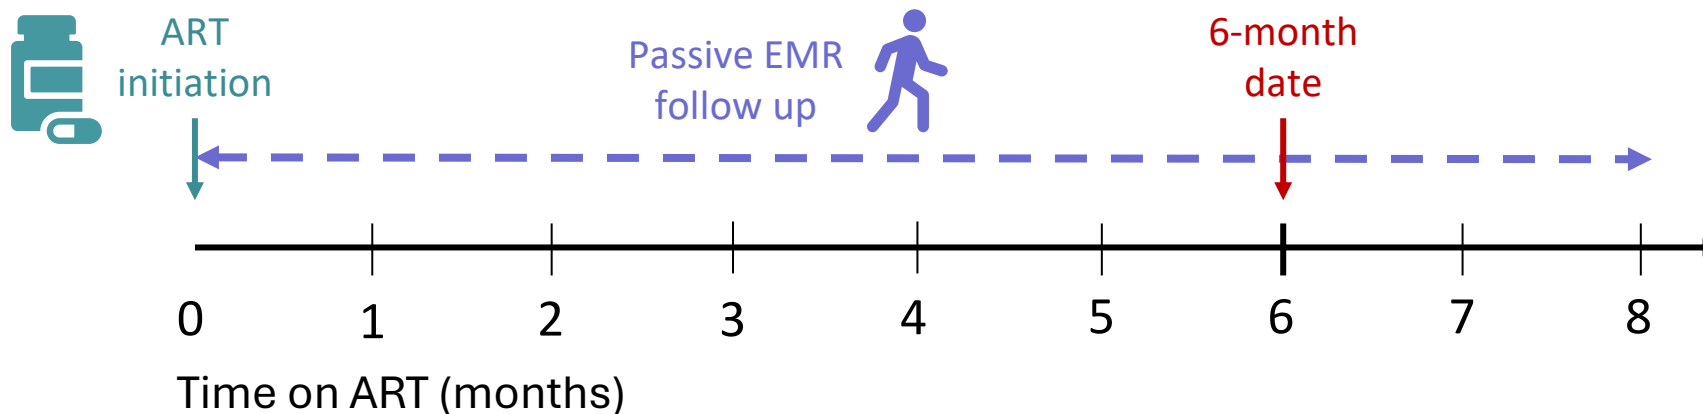 ART
initiation
Passive EMR
follow up
6-month
date
0 1 2 3 4 5 6 7 8
Time on ART (months)